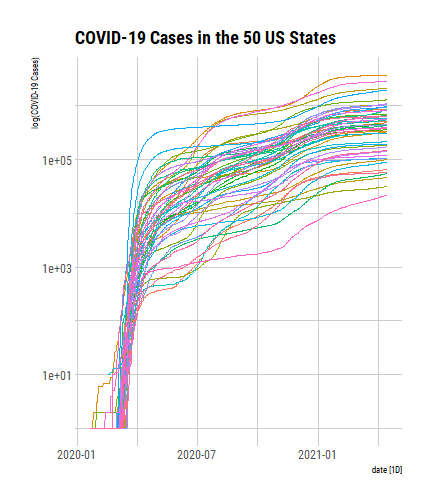 COVID-19 Cases in the 50 US States
log(COVID-19 Cases)
1e+05
1e+03
1e+01
2020-01 2020-07 2021-01
date [1D]